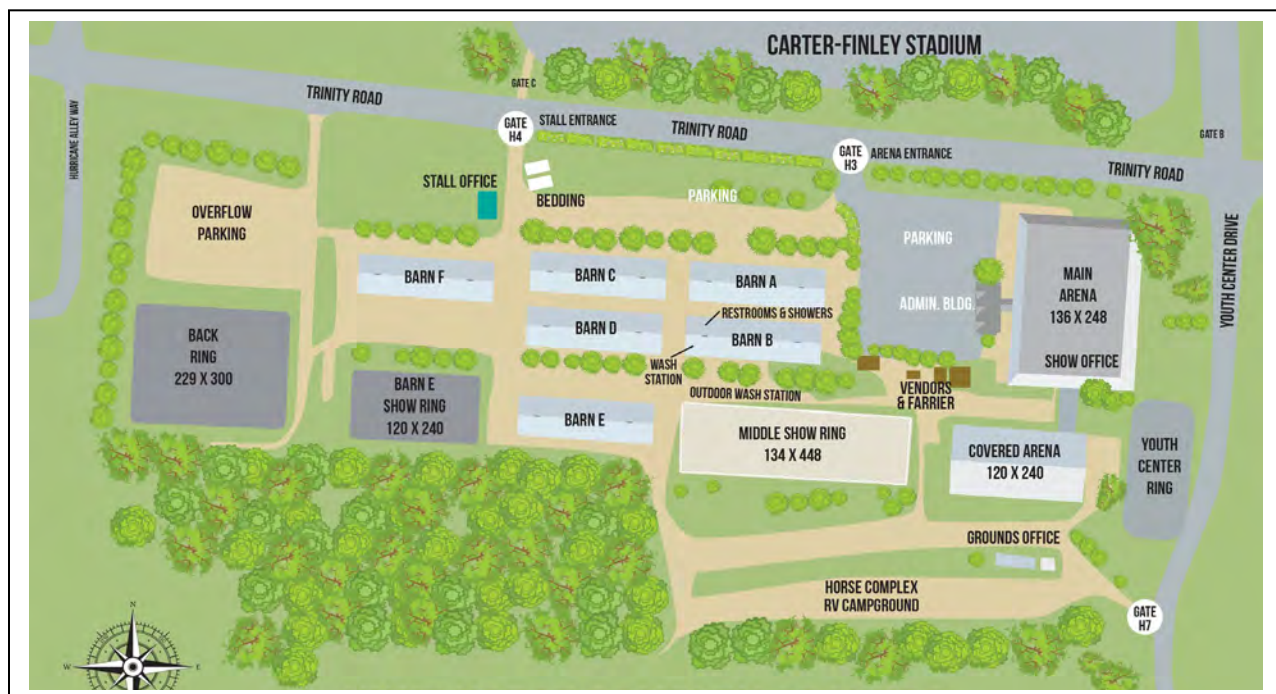 CARTER-FINLEY STADIUM
GATE C
HURRICANE ALLEY WAY
TRINITY ROAD
GATE
H4
STALL ENTRANCE
TRINITY ROAD
GATE
H3
ARENA ENTRANCE
GATE B
TRINITY ROAD
STALL OFFICE
BEDDING
PARKING
OVERFLOW
PARKING
PARKING
YOUTH CENTER DRIVE
BARN F
BARN C
BARN A
MAIN
ARENA
136 X 248
ADMIN. BLDG.
RESTROOMS & SHOWERS
BARN D
BARN B
SHOW OFFICE
BACK
RING
229 X 300
WASH
STATION
OUTDOOR WASH STATION
VENDORS
& FARRIER
BARN E
SHOW RING
120 X 240
BARN E
MIDDLE SHOW RING
134 X 448
COVERED ARENA
120 X 240
YOUTH
CENTER
RING
GROUNDS OFFICE
HORSE COMPLEX
RV CAMPGROUND
GATE
H7
N
W
E